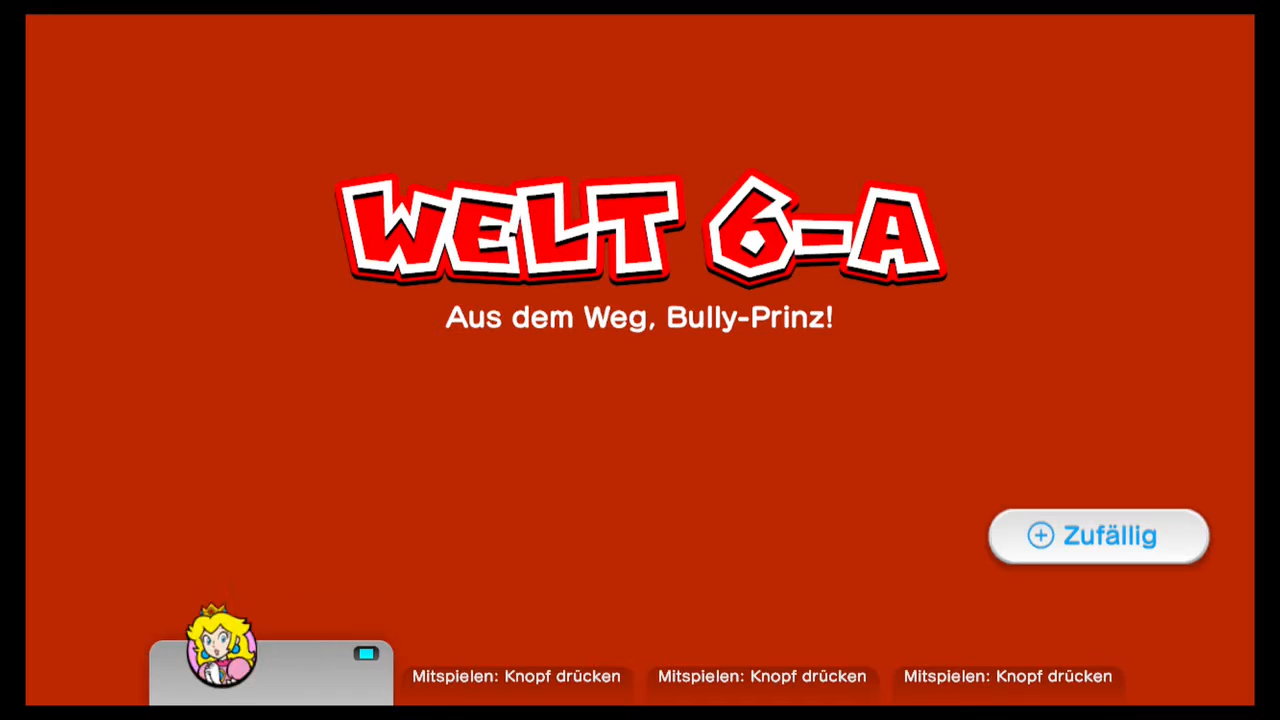 WELT 6-A
Aus dem Weg, Bully-Prinz!
Zufällig
Mitspielen: Knopf drücken
Mitspielen: Knopf drücken
Mitspielen: Knopf drücken